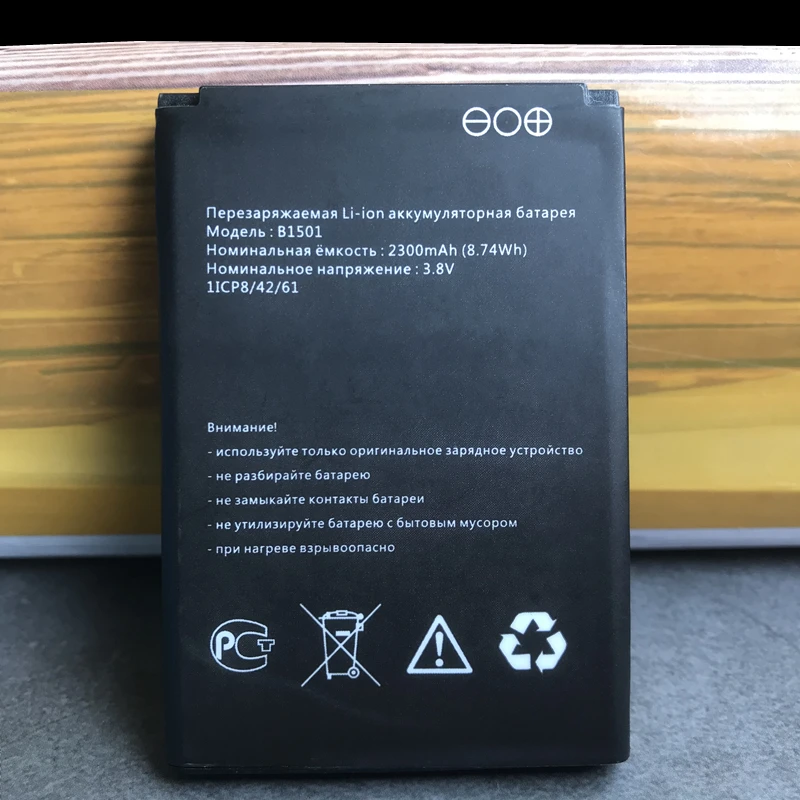 Перезаряжаемая Li-ion аккумуляторная батарея
Модель : B1501
Номинальная ёмкость : 2300mAh (8.74Wh)
Номинальное напряжение : 3.8V
1ICP8/42/61
Внимание!
- используйте только оригинальное зарядное устройство
- не разбирайте батарею
- не замыкайте контакты батареи
- не утилизируйте батарею с бытовым мусором
- при нагреве взрывоопасно
РСТ